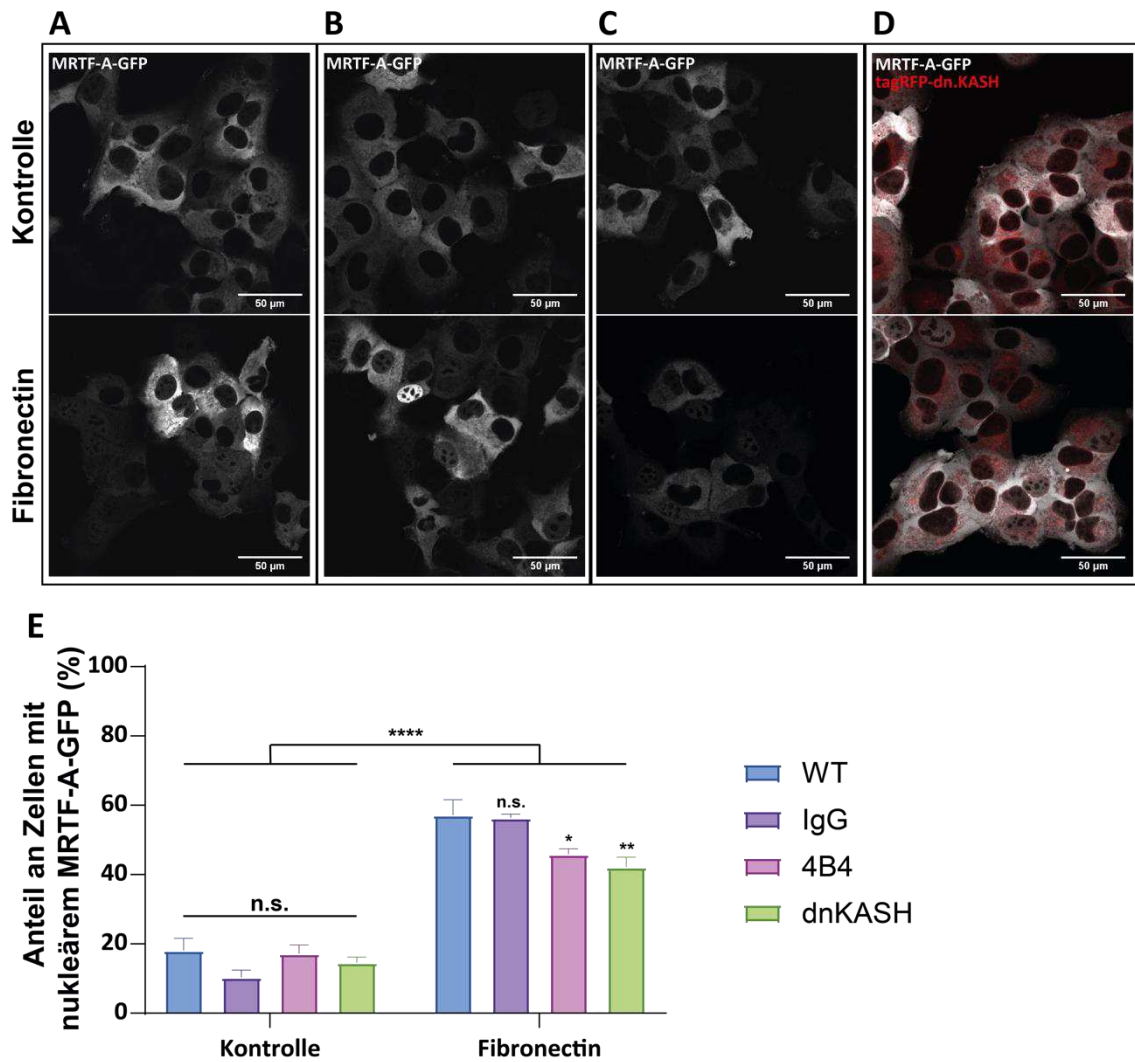 A
B
C
D
Kontrolle
MRTF-A-GFP
MRTF-A-GFP
MRTF-A-GFP
MRTF-A-GFP
tagRFP-dn.KASH
50 µm
50 µm
50 µm
50 µm
Fibronectin
50 µm
50 µm
50 µm
50 µm
E
Anteil an Zellen mit
nukleärem MRTF-A-GFP (%)
100
80
60
40
20
0
****
n.s.
n.s.
*
**
Kontrolle
Fibronectin
WT
IgG
4B4
dnKASH